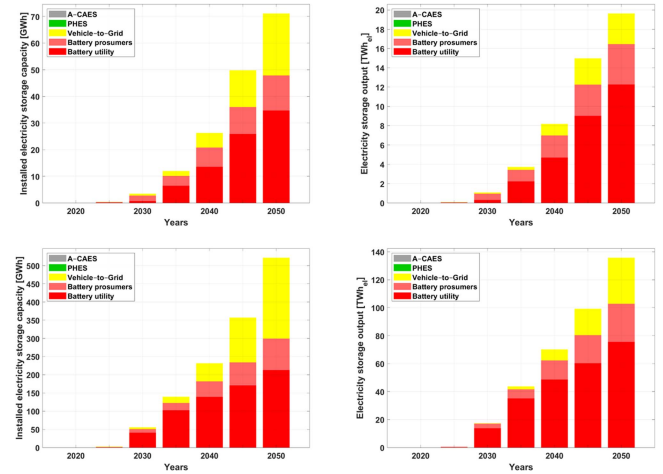 Installed electricity storage capacity [GWh]
70
60
50
40
30
20
10
0
A-CAES
PHES
Vehicle-to-Grid
Battery prosumers
Battery utility
2020
2030
2040
2050
Years
Electricity storage output [TWh_el]
20
18
16
14
12
10
8
6
4
2
0
A-CAES
PHES
Vehicle-to-Grid
Battery prosumers
Battery utility
2020
2030
2040
2050
Years
Installed electricity storage capacity [GWh]
500
450
400
350
300
250
200
150
100
50
0
A-CAES
PHES
Vehicle-to-Grid
Battery prosumers
Battery utility
2020
2030
2040
2050
Years
Electricity storage output [TWh_el]
140
120
100
80
60
40
20
0
A-CAES
PHES
Vehicle-to-Grid
Battery prosumers
Battery utility
2020
2030
2040
2050
Years